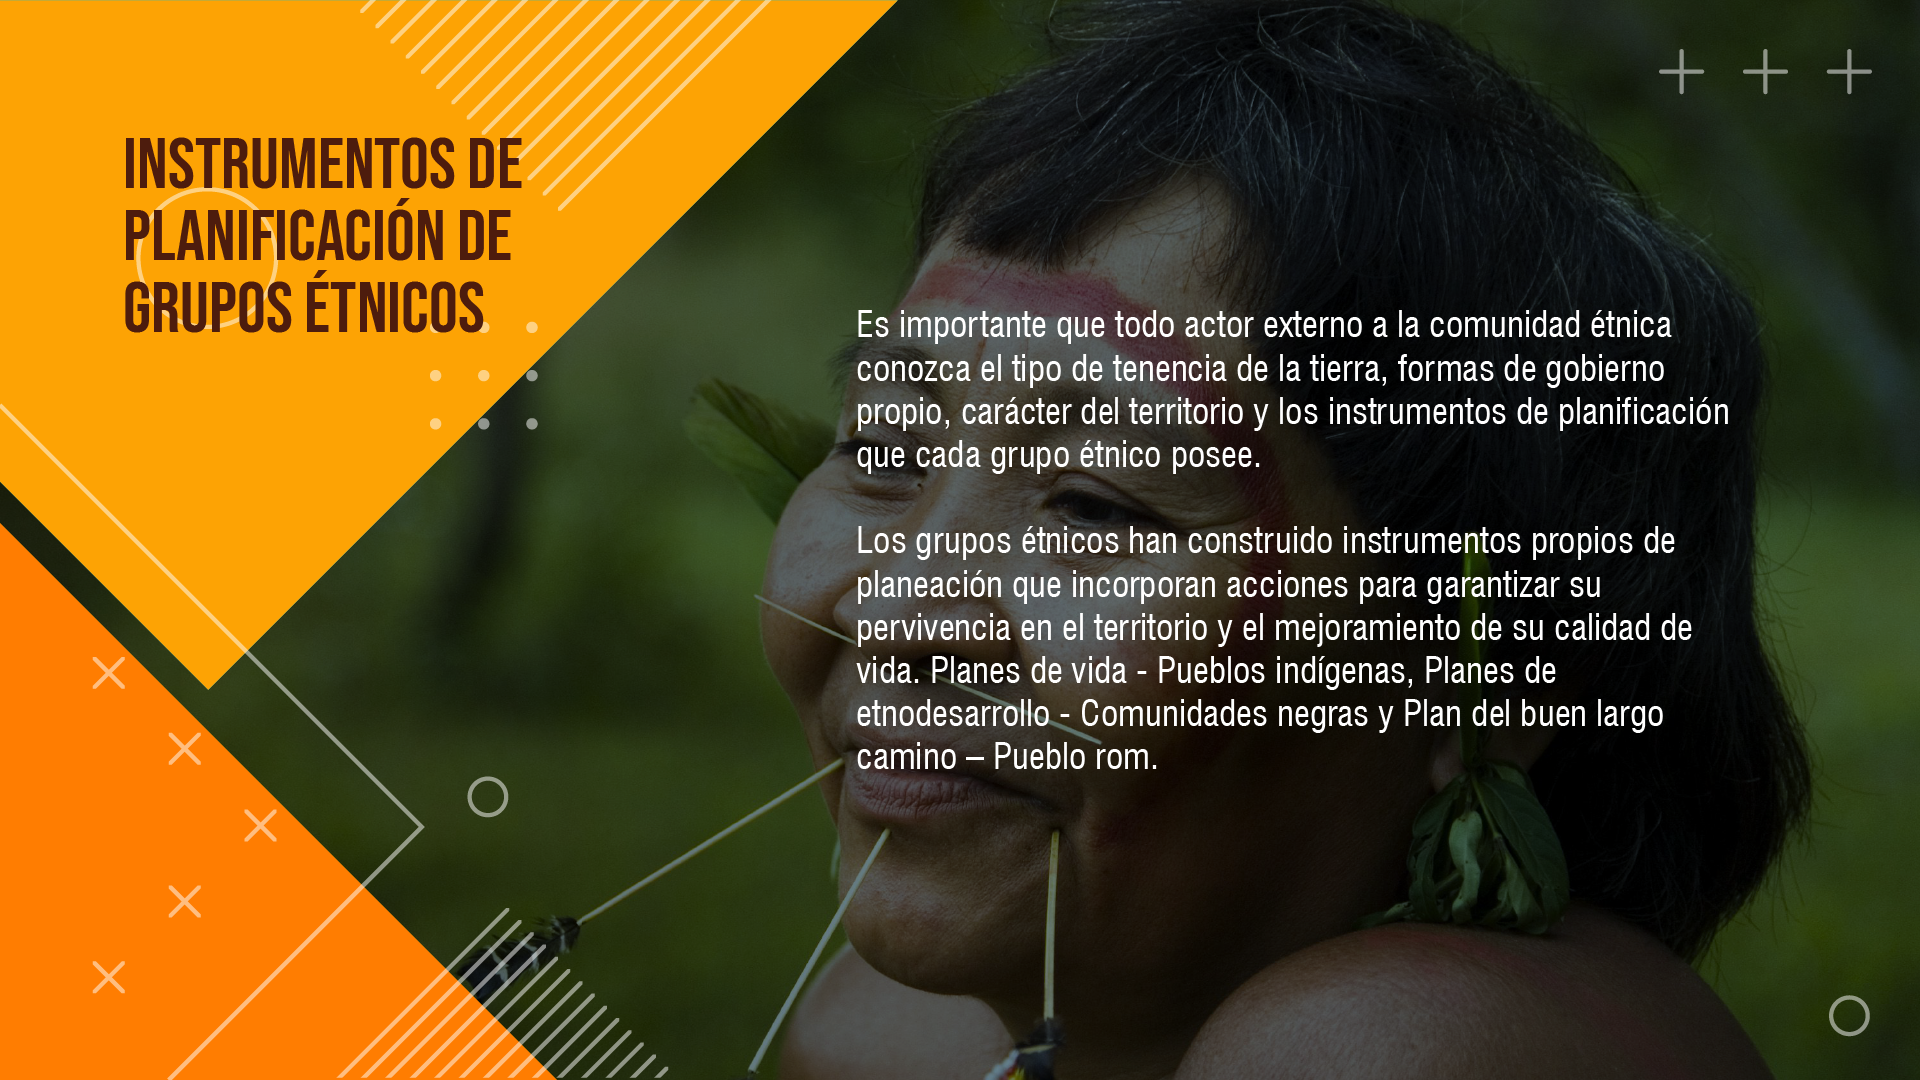 INSTRUMENTOS DE
PLANIFICACIÓN DE
GRUPOS ÉTNICOS
Es importante que todo actor externo a la comunidad étnica
conozca el tipo de tenencia de la tierra, formas de gobierno
propio, carácter del territorio y los instrumentos de planificación
que cada grupo étnico posee.
Los grupos étnicos han construido instrumentos propios de
planeación que incorporan acciones para garantizar su
pervivencia en el territorio y el mejoramiento de su calidad de
vida. Planes de vida - Pueblos indígenas, Planes de
etnodesarrollo - Comunidades negras y Plan del buen largo
camino – Pueblo rom.